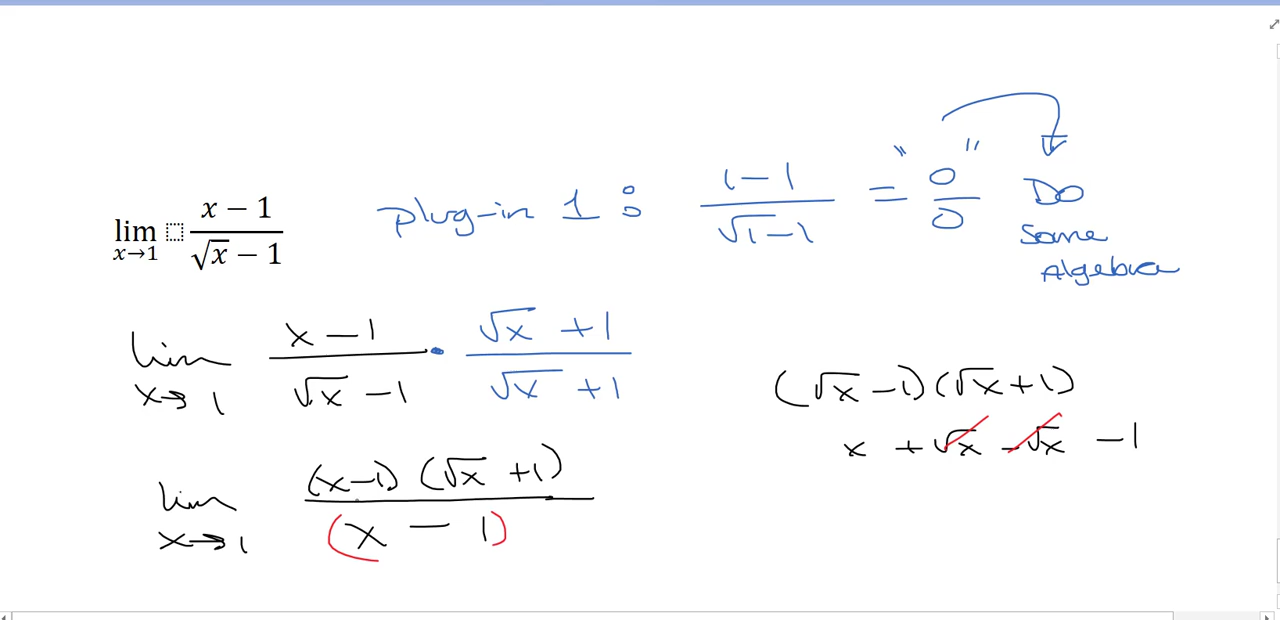 lim x→1 (x − 1)/(√x − 1) plug-in 1 : (1−1)/(√1−1) = "0/0" Do
Some
Algebra
lim x→1 (x−1)/(√x −1) · (√x +1)/(√x +1)
(√x −1)(√x+1)
x + √x − √x − 1
lim x→1 (x−1)(√x +1)/(x − 1)